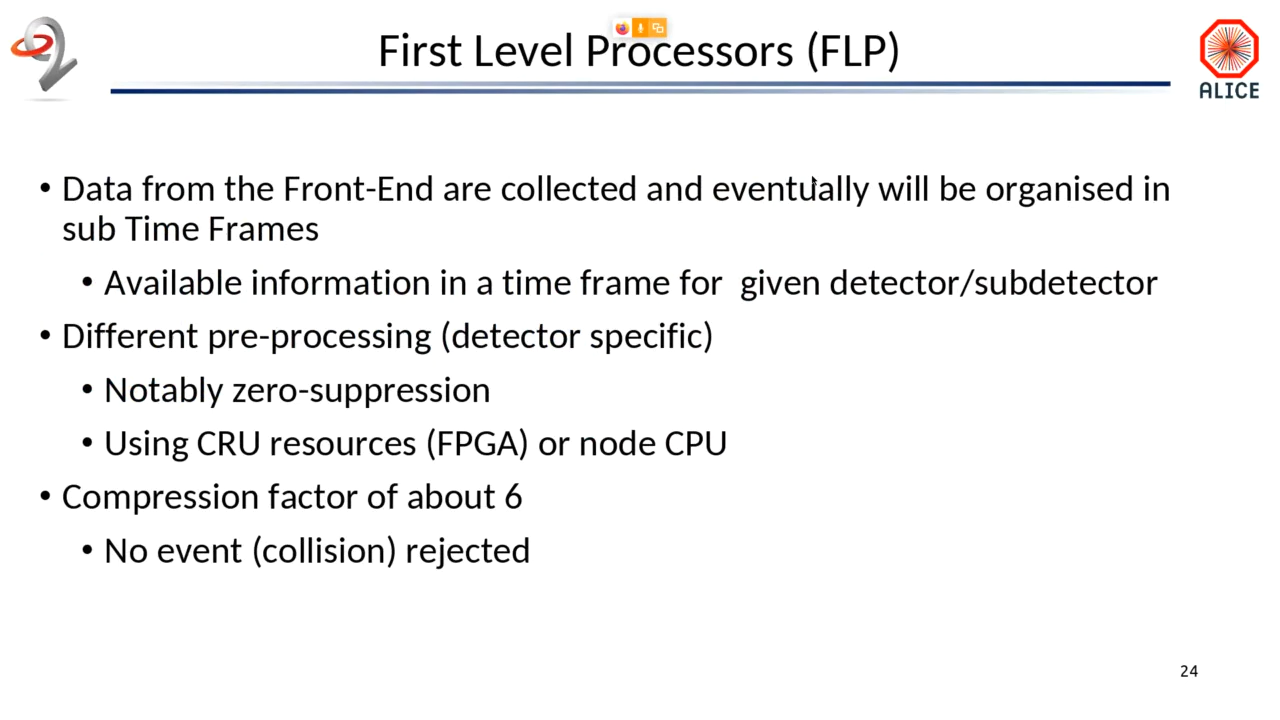 First Level Processors (FLP)
ALICE
• Data from the Front-End are collected and eventually will be organised in
sub Time Frames
• Available information in a time frame for  given detector/subdetector
• Different pre-processing (detector specific)
• Notably zero-suppression
• Using CRU resources (FPGA) or node CPU
• Compression factor of about 6
• No event (collision) rejected
24